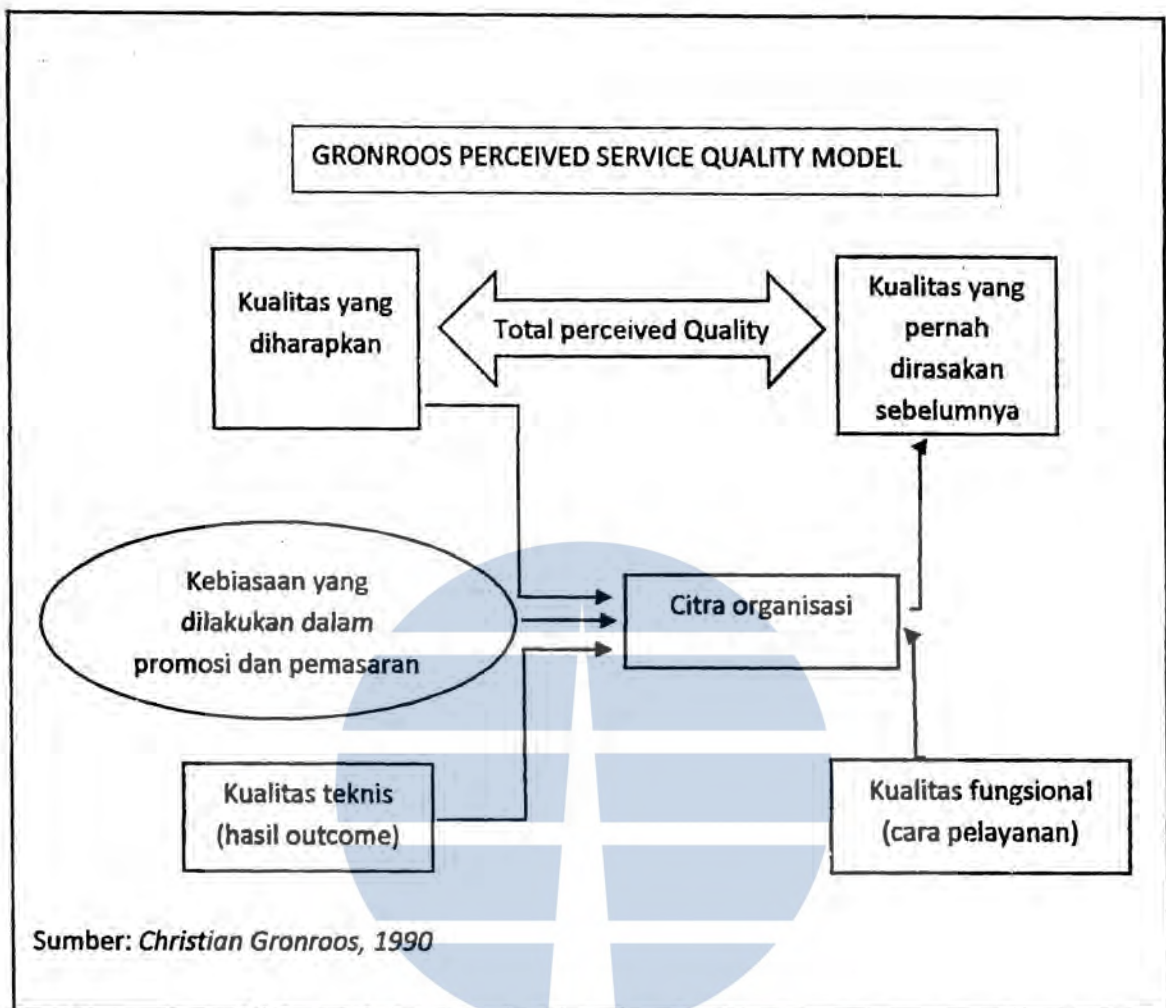 GRONROOS PERCEIVED SERVICE QUALITY MODEL
Kualitas yang
diharapkan
Total perceived Quality
Kualitas yang
pernah
dirasakan
sebelumnya
Kebiasaan yang
dilakukan dalam
promosi dan pemasaran
Citra organisasi
Kualitas teknis
(hasil outcome)
Kualitas fungsional
(cara pelayanan)
Sumber: Christian Gronroos, 1990